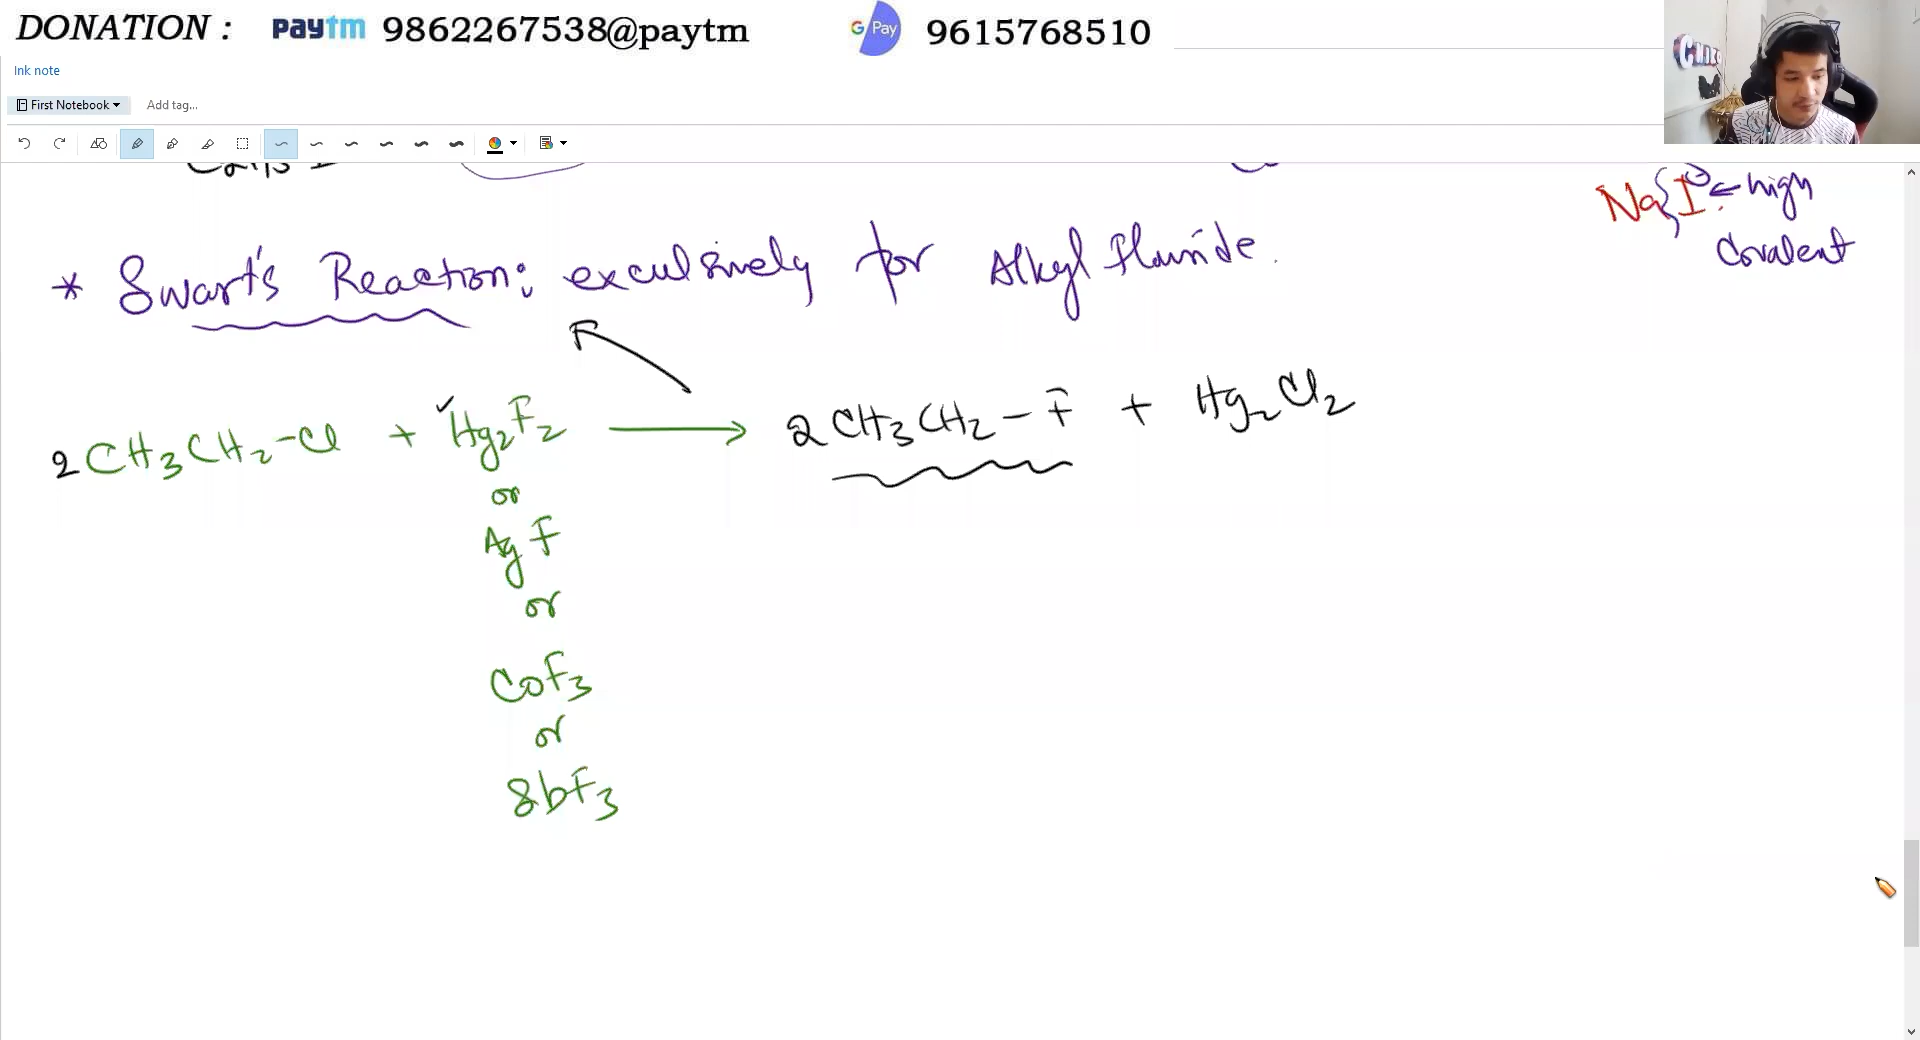 DONATION : paytm 9862267538@paytm G Pay 9615768510
Ink note
First Notebook Add tag...
Na I⊖ ← high
Covalent
* Swart's Reaction: exculsively for Alkyl Fluoride.
2CH₃CH₂-Cl + Hg₂F₂ ⟶ 2CH₃CH₂-F + Hg₂Cl₂
or
AgF
or
CoF₃
or
SbF₃